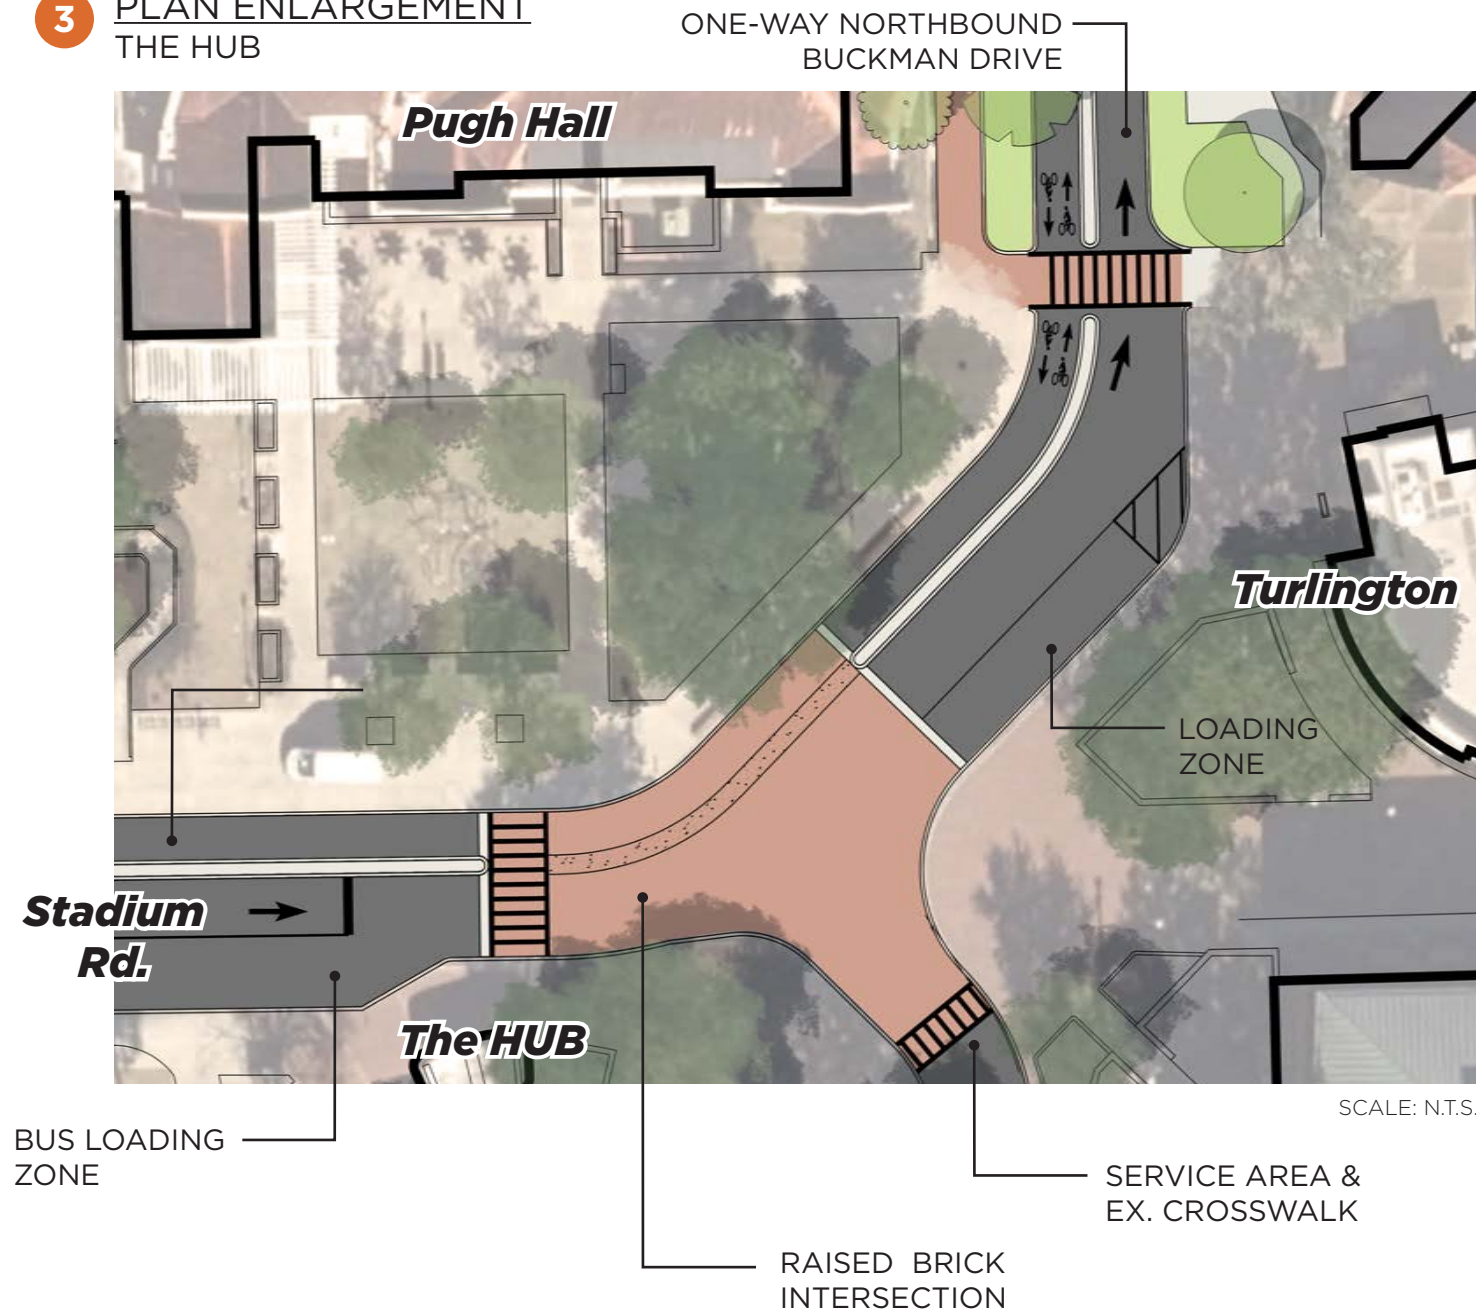 3
PLAN ENLARGEMENT
THE HUB
ONE-WAY NORTHBOUND
BUCKMAN DRIVE
Pugh Hall
Turlington
LOADING
ZONE
Stadium
Rd.
The HUB
SCALE: N.T.S.
BUS LOADING
ZONE
SERVICE AREA &
EX. CROSSWALK
RAISED BRICK
INTERSECTION